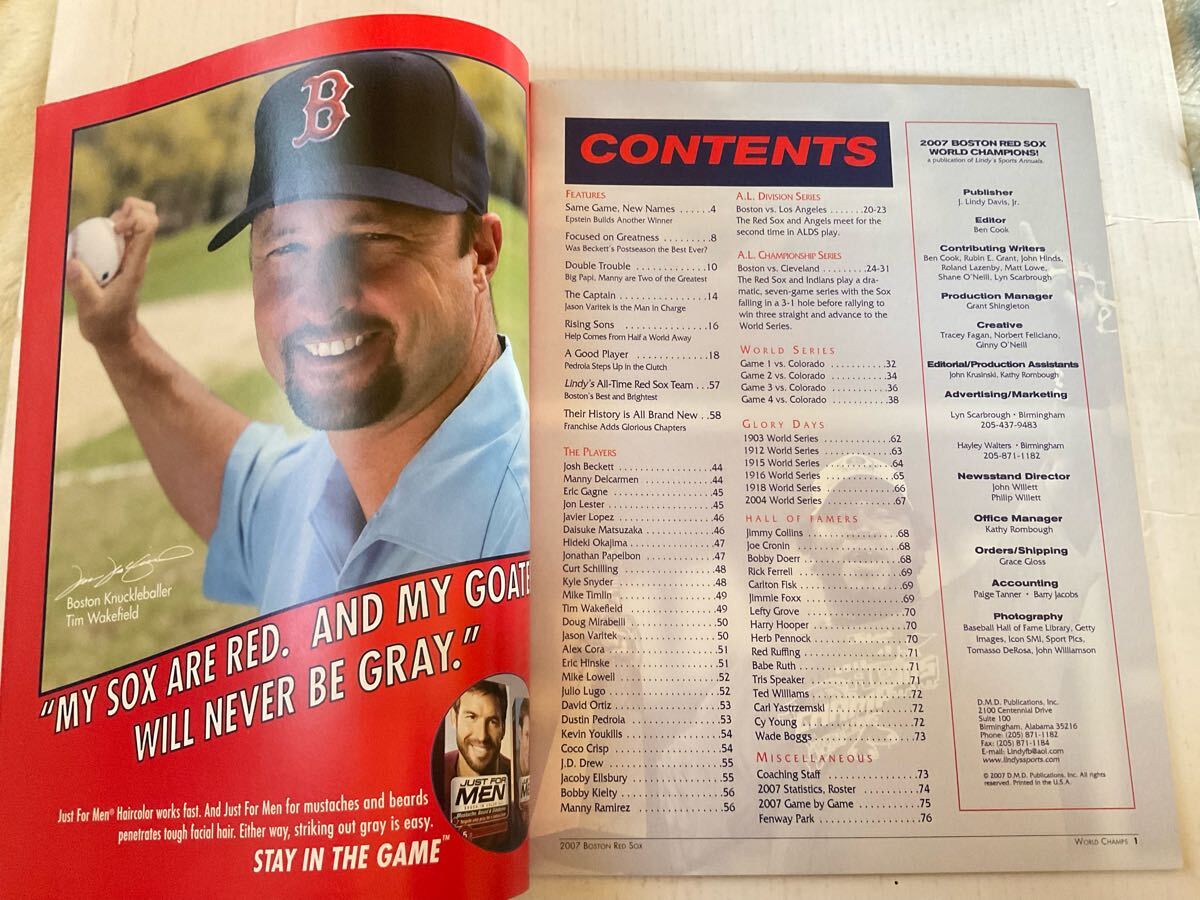 B
Boston Knuckleballer
Tim Wakefield
"MY SOX ARE RED. AND MY GOATE
WILL NEVER BE GRAY."
JUST FOR
MEN
Just For Men® Haircolor works fast. And Just For Men for mustaches and beards
penetrates tough facial hair. Either way, striking out gray is easy.
STAY IN THE GAME™
CONTENTS
FEATURES
Same Game, New Names ......4
Epstein Builds Another Winner
Focused on Greatness .........8
Was Beckett's Postseason the Best Ever?
Double Trouble ..............10
Big Papi, Manny are Two of the Greatest
The Captain ................14
Jason Varitek is the Man in Charge
Rising Sons ................16
Help Comes From Half a World Away
A Good Player .............18
Pedroia Steps Up in the Clutch
Lindy's All-Time Red Sox Team ...57
Boston's Best and Brightest
Their History is All Brand New ..58
Franchise Adds Glorious Chapters
THE PLAYERS
Josh Beckett ..................44
Manny Delcarmen .............44
Eric Gagne ....................45
Jon Lester .....................45
Javier Lopez ...................46
Daisuke Matsuzaka ............46
Hideki Okajima ................47
Jonathan Papelbon ............47
Curt Schilling ..................48
Kyle Snyder ...................48
Mike Timlin ...................49
Tim Wakefield .................49
Doug Mirabelli ................50
Jason Varitek ..................50
Alex Cora .....................51
Eric Hinske ....................51
Mike Lowell ...................52
Julio Lugo .....................52
David Ortiz ....................53
Dustin Pedroia .................53
Kevin Youkilis ..................54
Coco Crisp ....................54
J.D. Drew .....................55
Jacoby Ellsbury ................55
Bobby Kielty ...................56
Manny Ramirez ................56
A.L. DIVISION SERIES
Boston vs. Los Angeles .......20-23
The Red Sox and Angels meet for the
second time in ALDS play.
A.L. CHAMPIONSHIP SERIES
Boston vs. Cleveland .........24-31
The Red Sox and Indians play a dra-
matic, seven-game series with the Sox
falling in a 3-1 hole before rallying to
win three straight and advance to the
World Series.
WORLD SERIES
Game 1 vs. Colorado ...........32
Game 2 vs. Colorado ...........34
Game 3 vs. Colorado ...........36
Game 4 vs. Colorado ...........38
GLORY DAYS
1903 World Series .............62
1912 World Series .............63
1915 World Series .............64
1916 World Series .............65
1918 World Series .............66
2004 World Series .............67
HALL OF FAMERS
Jimmy Collins ..................68
Joe Cronin ....................68
Bobby Doerr ..................68
Rick Ferrell ....................69
Carlton Fisk ...................69
Jimmie Foxx ...................69
Lefty Grove ...................70
Harry Hooper .................70
Herb Pennock .................70
Red Ruffing ...................71
Babe Ruth ....................71
Tris Speaker ...................71
Ted Williams ..................72
Carl Yastrzemski ...............72
Cy Young .....................72
Wade Boggs ..................73
MISCELLANEOUS
Coaching Staff ................73
2007 Statistics, Roster ..........74
2007 Game by Game ..........75
Fenway Park ..................76
2007 BOSTON RED SOX
WORLD CHAMPIONS!
a publication of Lindy's Sports Annuals.
Publisher
J. Lindy Davis, Jr.
Editor
Ben Cook
Contributing Writers
Ben Cook, Rubin E. Grant, John Hinds,
Roland Lazenby, Matt Lowe,
Shane O'Neill, Lyn Scarbrough
Production Manager
Grant Shingleton
Creative
Tracey Fagan, Norbert Feliciano,
Ginny O'Neill
Editorial/Production Assistants
John Krusinski, Kathy Rombough
Advertising/Marketing
Lyn Scarbrough • Birmingham
205-437-9483
Hayley Walters • Birmingham
205-871-1182
Newsstand Director
John Willett
Philip Willett
Office Manager
Kathy Rombough
Orders/Shipping
Grace Gloss
Accounting
Paige Tanner • Barry Jacobs
Photography
Baseball Hall of Fame Library, Getty
Images, Icon SMI, Sport Pics,
Tomasso DeRosa, John Williamson
D.M.D. Publications, Inc.
2100 Centennial Drive
Suite 100
Birmingham, Alabama 35216
Phone: (205) 871-1182
Fax: (205) 871-1184
E-mail: Lindyfb@aol.com
www.lindyssports.com
© 2007 D.M.D. Publications, Inc. All rights
reserved. Printed in the U.S.A.
2007 BOSTON RED SOX
WORLD CHAMPS 1